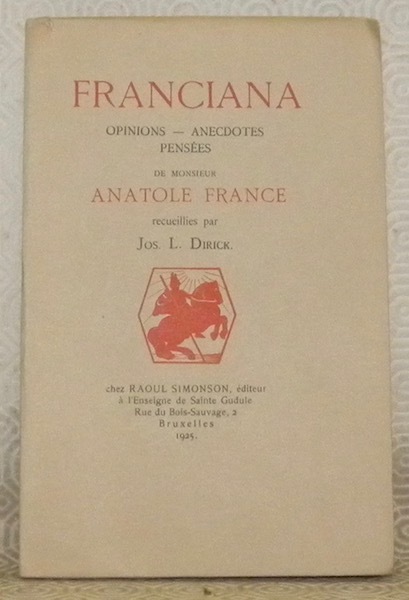 FRANCIANA
OPINIONS — ANECDOTES
PENSÉES
DE MONSIEUR
ANATOLE FRANCE
recueillies par
Jos. L. Dirick.
chez RAOUL SIMONSON, éditeur
à l'Enseigne de Sainte Gudule
Rue du Bois-Sauvage, 2
Bruxelles
1925.